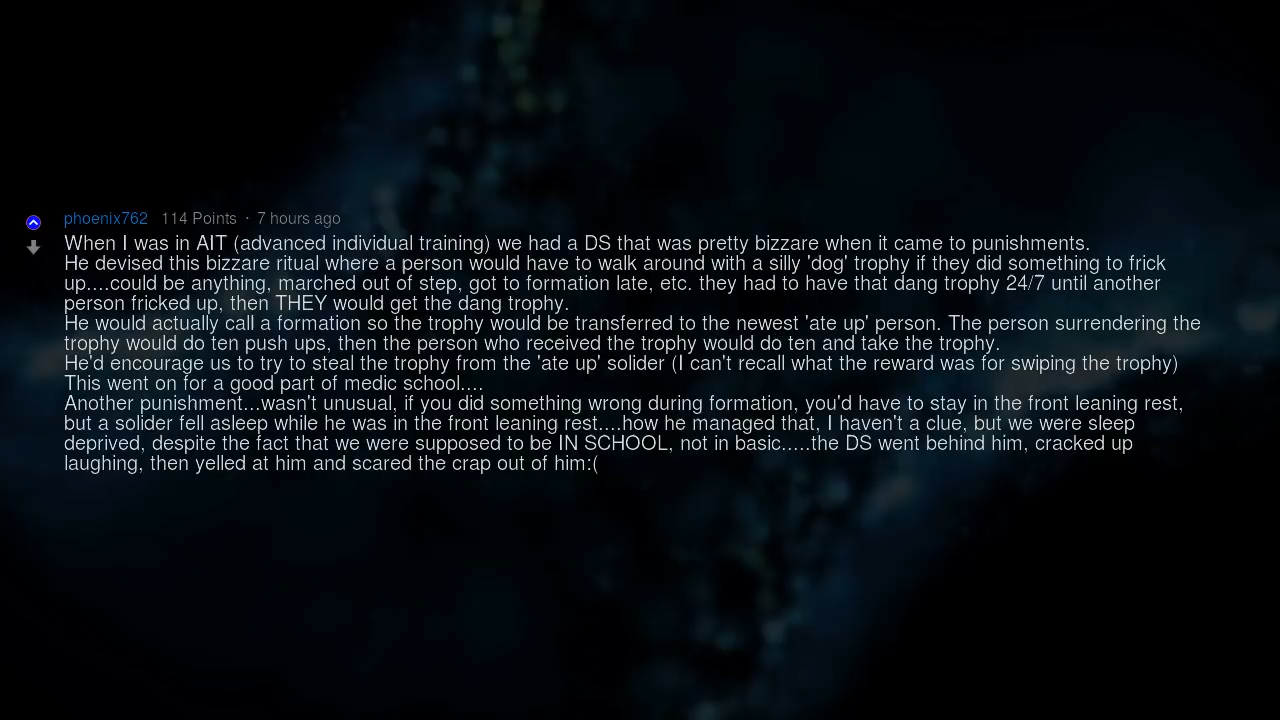 phoenix762 114 Points · 7 hours ago
When I was in AIT (advanced individual training) we had a DS that was pretty bizzare when it came to punishments.
He devised this bizzare ritual where a person would have to walk around with a silly 'dog' trophy if they did something to frick
up....could be anything, marched out of step, got to formation late, etc. they had to have that dang trophy 24/7 until another
person fricked up, then THEY would get the dang trophy.
He would actually call a formation so the trophy would be transferred to the newest 'ate up' person. The person surrendering the
trophy would do ten push ups, then the person who received the trophy would do ten and take the trophy.
He'd encourage us to try to steal the trophy from the 'ate up' solider (I can't recall what the reward was for swiping the trophy)
This went on for a good part of medic school....
Another punishment...wasn't unusual, if you did something wrong during formation, you'd have to stay in the front leaning rest,
but a solider fell asleep while he was in the front leaning rest....how he managed that, I haven't a clue, but we were sleep
deprived, despite the fact that we were supposed to be IN SCHOOL, not in basic.....the DS went behind him, cracked up
laughing, then yelled at him and scared the crap out of him:(